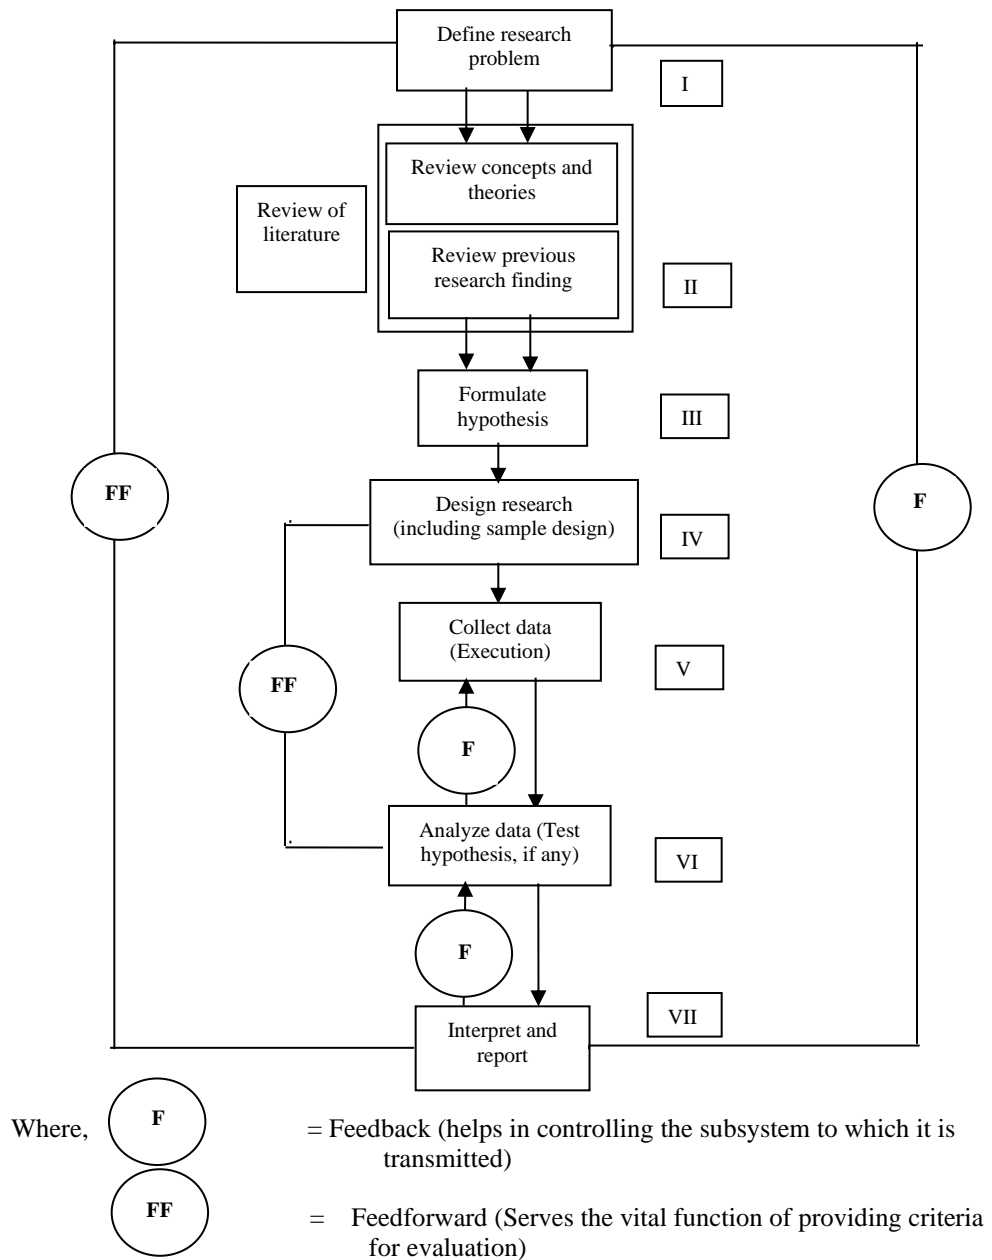 Define research
problem
I
Review concepts and
theories
Review of
literature
Review previous
research finding
II
Formulate
hypothesis
III
FF
F
Design research
(including sample design)
IV
Collect data
(Execution)
V
FF
F
Analyze data (Test
hypothesis, if any)
VI
F
Interpret and
report
VII
Where, F = Feedback (helps in controlling the subsystem to which it is
transmitted)
FF = Feedforward (Serves the vital function of providing criteria
for evaluation)